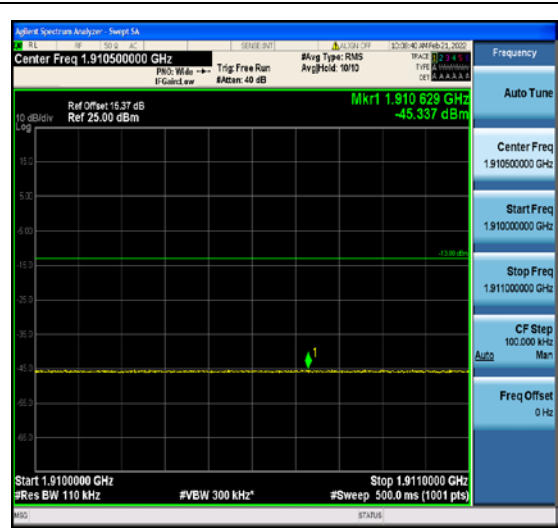 Agilent Spectrum Analyzer - Swept SA
RL RF 50 Ω AC SENSE:INT ALIGN OFF 10:08:40 AM Feb 21, 2022
Center Freq 1.910500000 GHz #Avg Type: RMS TRACE 1 2 3 4 5 6
PNO: Wide Trig: Free Run Avg|Hold: 10/10 TYPE
IFGain:Low #Atten: 40 dB DET A A A A A A
Frequency
Auto Tune
Mkr1 1.910 629 GHz
-45.337 dBm
Ref Offset 15.37 dB
10 dB/div Ref 25.00 dBm
Log
15.0
5.00
-5.00
-13.00 dBm
-15.0
-25.0
-35.0
1
-45.0
-55.0
-65.0
Center Freq
1.910500000 GHz
Start Freq
1.910000000 GHz
Stop Freq
1.911000000 GHz
CF Step
100.000 kHz
Auto Man
Freq Offset
0 Hz
Start 1.9100000 GHz Stop 1.9110000 GHz
#Res BW 110 kHz #VBW 300 kHz* #Sweep 500.0 ms (1001 pts)
MSG STATUS